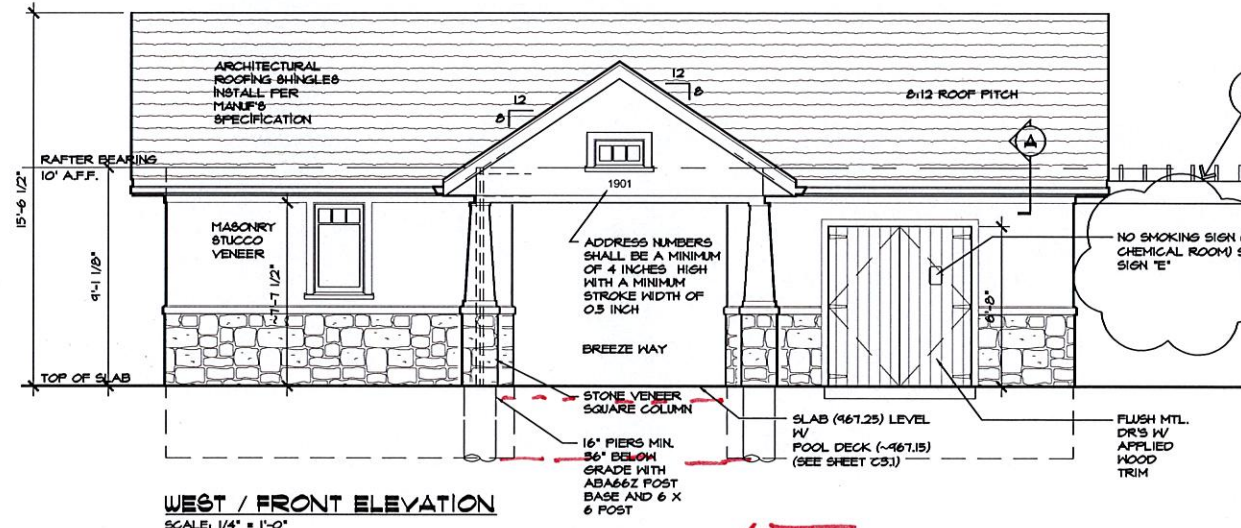 ARCHITECTURAL
ROOFING SHINGLES
INSTALL PER
MANUF'S
SPECIFICATION
12
8
12
8
8:12 ROOF PITCH
A
RAFTER BEARING
10' A.F.F.
15'-6 1/2"
1901
MASONRY
STUCCO
VENEER
ADDRESS NUMBERS
SHALL BE A MINIMUM
OF 4 INCHES HIGH
WITH A MINIMUM
STROKE WIDTH OF
0.5 INCH
NO SMOKING SIGN
CHEMICAL ROOM) S
SIGN "E"
9'-1 1/8"
~7'-7 1/2"
6'-8"
BREEZE WAY
TOP OF SLAB
STONE VENEER
SQUARE COLUMN
SLAB (967.25) LEVEL
W/
POOL DECK (~967.15)
(SEE SHEET C3.1)
FLUSH MTL.
DR'S W/
APPLIED
WOOD
TRIM
16" PIERS MIN.
36" BELOW
GRADE WITH
ABA66Z POST
BASE AND 6 X
6 POST
WEST / FRONT ELEVATION
SCALE: 1/4" = 1'-0"